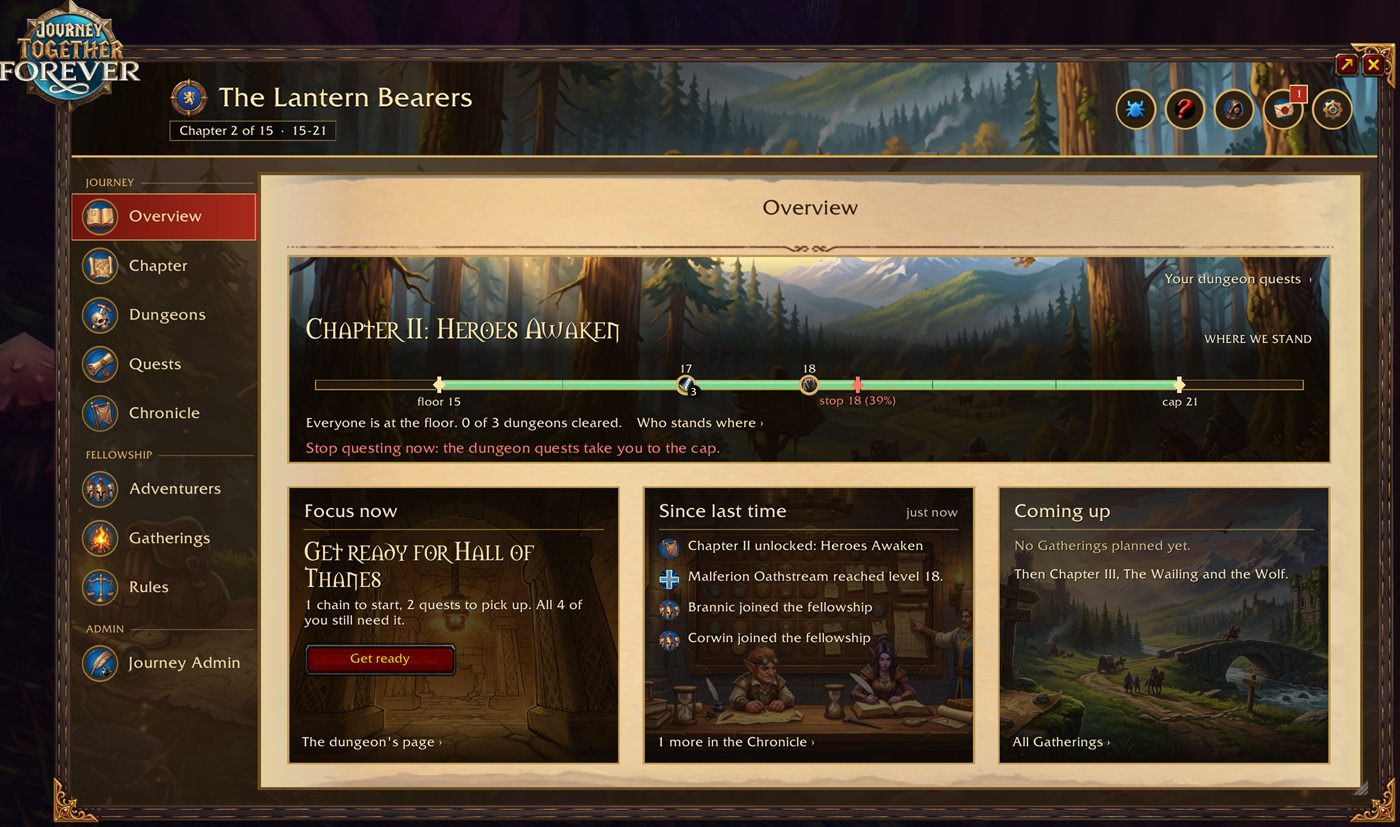 JOURNEY
TOGETHER
FOREVER
The Lantern Bearers
Chapter 2 of 15 · 15-21
1
JOURNEY
Overview
Chapter
Dungeons
Quests
Chronicle
FELLOWSHIP
Adventurers
Gatherings
Rules
ADMIN
Journey Admin
Overview
Your dungeon quests ›
Chapter II: Heroes Awaken
WHERE WE STAND
17
18
3
floor 15
stop 18 (39%)
cap 21
Everyone is at the floor. 0 of 3 dungeons cleared. Who stands where ›
Stop questing now: the dungeon quests take you to the cap.
Focus now
Get ready for Hall of
Thanes
1 chain to start, 2 quests to pick up. All 4 of
you still need it.
Get ready
The dungeon's page ›
Since last time
just now
Chapter II unlocked: Heroes Awaken
Malferion Oathstream reached level 18.
Brannic joined the fellowship
Corwin joined the fellowship
1 more in the Chronicle ›
Coming up
No Gatherings planned yet.
Then Chapter III, The Wailing and the Wolf.
All Gatherings ›